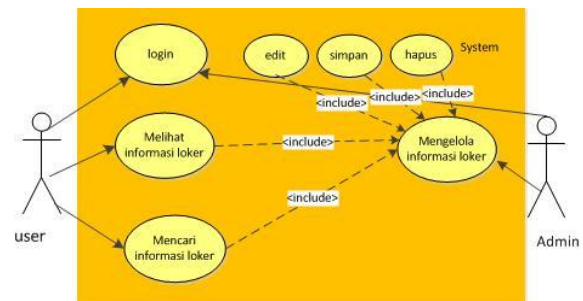 login
edit
simpan
hapus
System
<include>
<include>
<include>
Melihat
informasi loker
<include>
Mengelola
informasi loker
<include>
Mencari
informasi loker
user
Admin